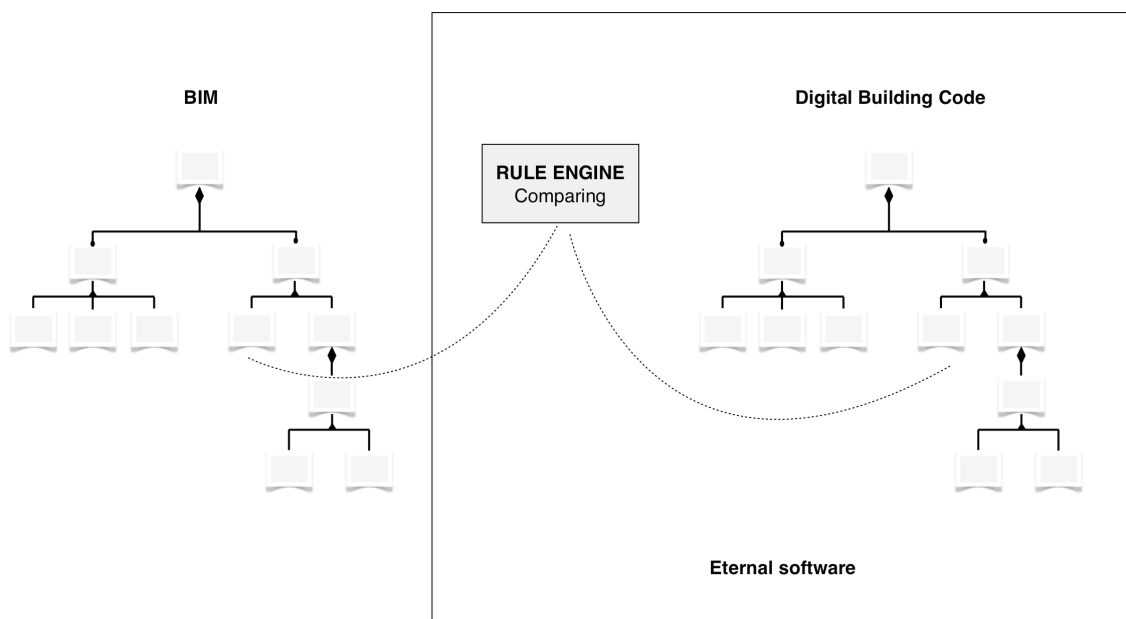 BIM
Digital Building Code
RULE ENGINE
Comparing
Eternal software